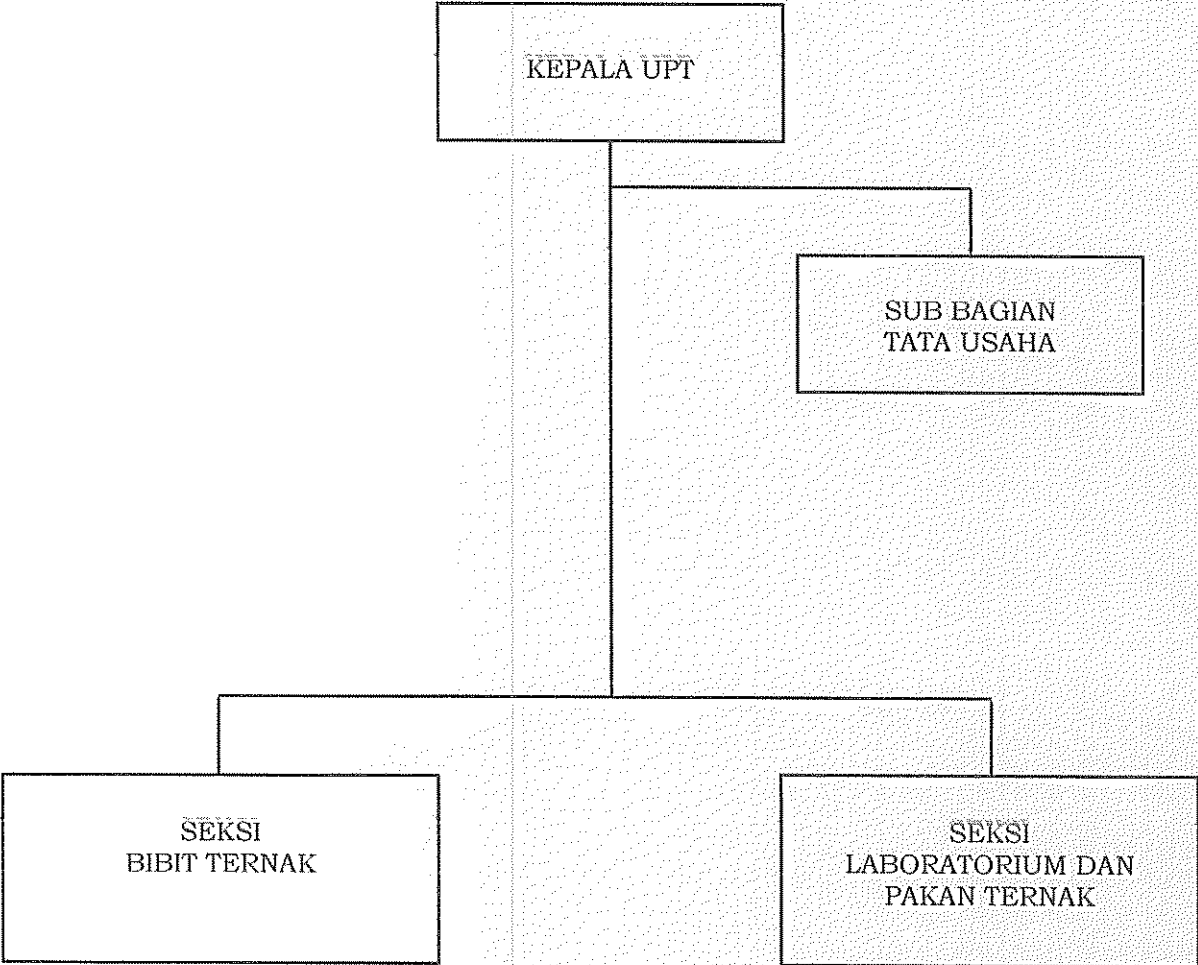 KEPALA UPT
SUB BAGIAN
TATA USAHA
SEKSI
BIBIT TERNAK
SEKSI
LABORATORIUM DAN
PAKAN TERNAK